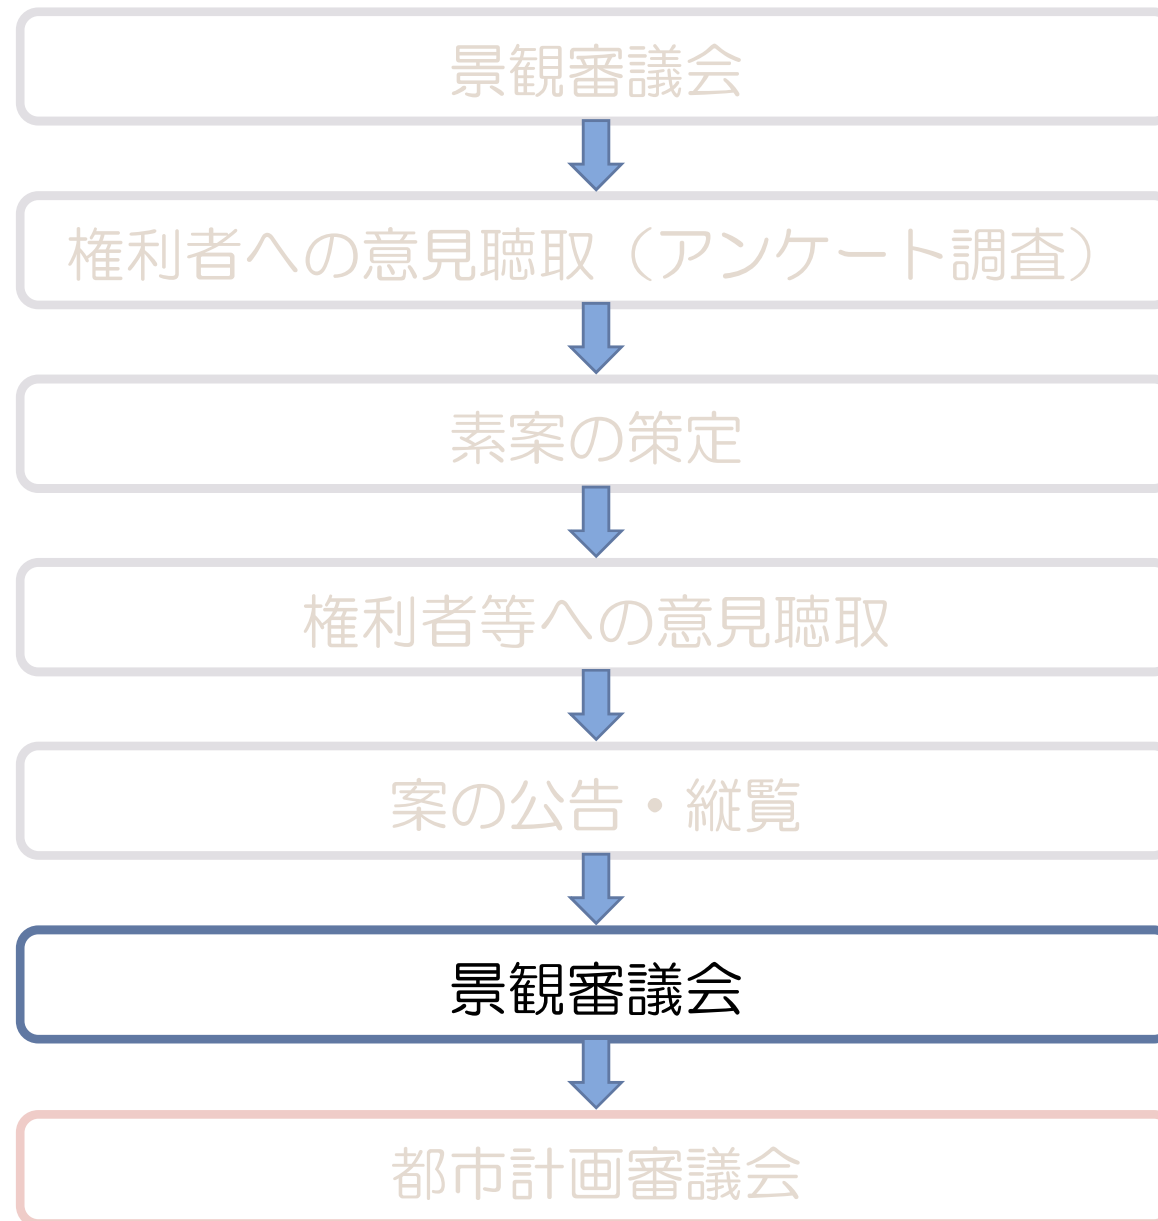 景観審議会
権利者への意見聴取（アンケート調査）
素案の策定
権利者等への意見聴取
案の公告・縦覧
景観審議会
都市計画審議会